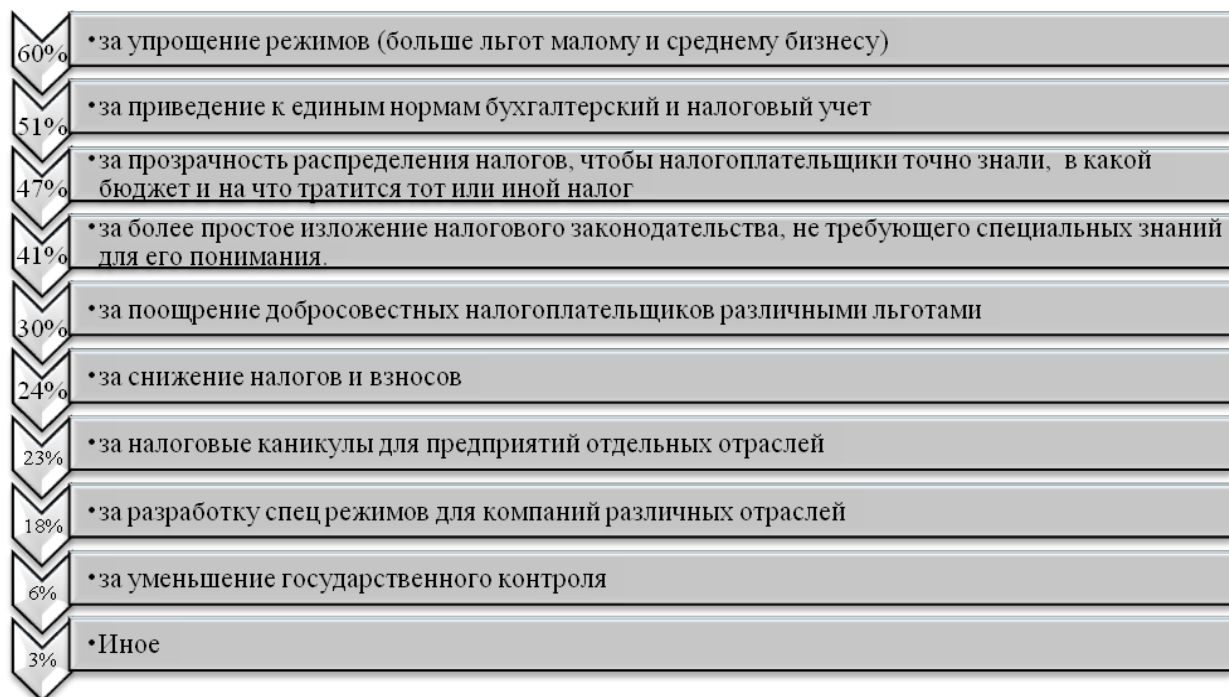 60%
•за упрощение режимов (больше льгот малому и среднему бизнесу)
51%
•за приведение к единым нормам бухгалтерский и налоговый учет
47%
•за прозрачность распределения налогов, чтобы налогоплательщики точно знали, в какой
бюджет и на что тратится тот или иной налог
41%
•за более простое изложение налогового законодательства, не требующего специальных знаний
для его понимания.
30%
•за поощрение добросовестных налогоплательщиков различными льготами
24%
•за снижение налогов и взносов
23%
•за налоговые каникулы для предприятий отдельных отраслей
18%
•за разработку спец режимов для компаний различных отраслей
6%
•за уменьшение государственного контроля
3%
•Иное